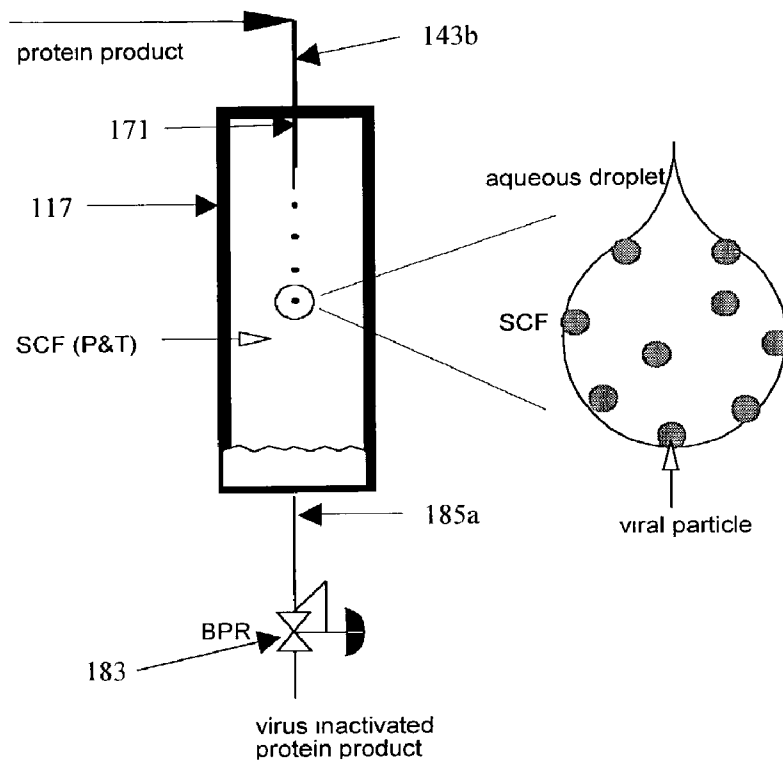 protein product
143b
171
117
aqueous droplet
SCF
SCF (P&T)
185a
viral particle
BPR
183
virus inactivated
protein product